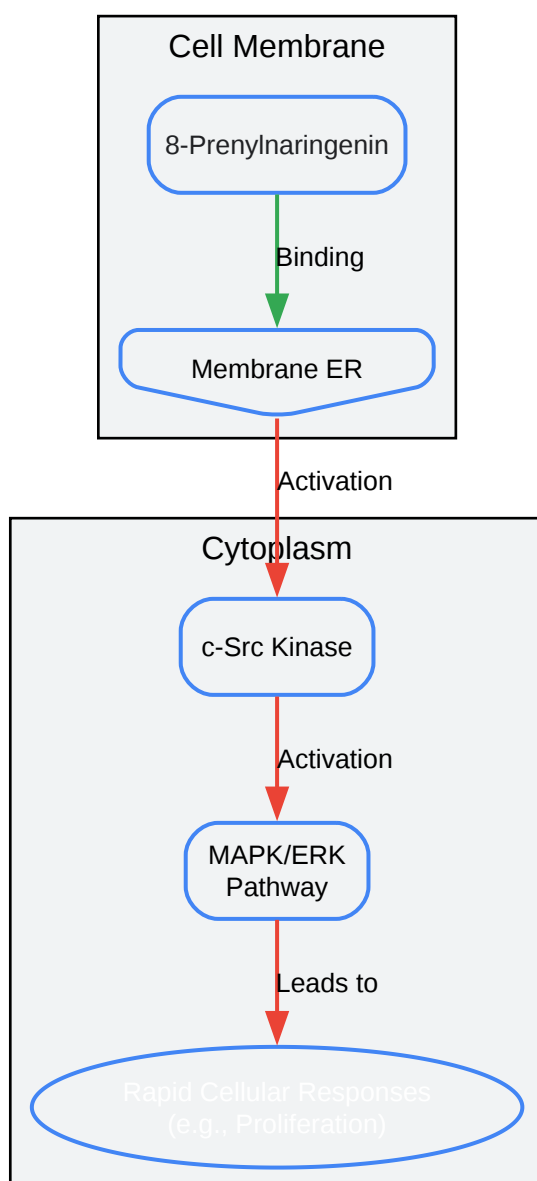 Cell Membrane
8-Prenylnaringenin
Binding
Membrane ER
Activation
Cytoplasm
c-Src Kinase
Activation
MAPK/ERK
Pathway
Leads to
Rapid Cellular Responses
(e.g., Proliferation)